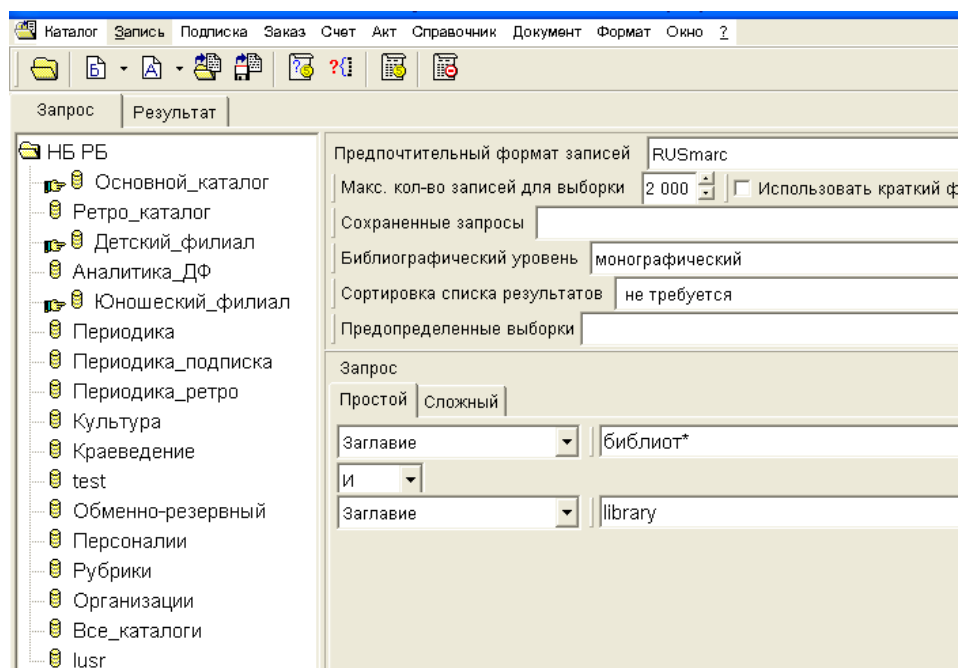 Каталог Запись Подписка Заказ Счет Акт Справочник Документ Формат Окно ?
Б А ? ?{}
Запрос Результат
НБ РБ
Основной_каталог
Ретро_каталог
Детский_филиал
Аналитика_ДФ
Юношеский_филиал
Периодика
Периодика_подписка
Периодика_ретро
Культура
Краеведение
test
Обменно-резервный
Персоналии
Рубрики
Организации
Все_каталоги
lusr
Предпочтительный формат записей RUSmarc
Макс. кол-во записей для выборки 2 000 Использовать краткий ф
Сохраненные запросы
Библиографический уровень монографический
Сортировка списка результатов не требуется
Предопределенные выборки
Запрос
Простой Сложный
Заглавие библиот*
И
Заглавие library